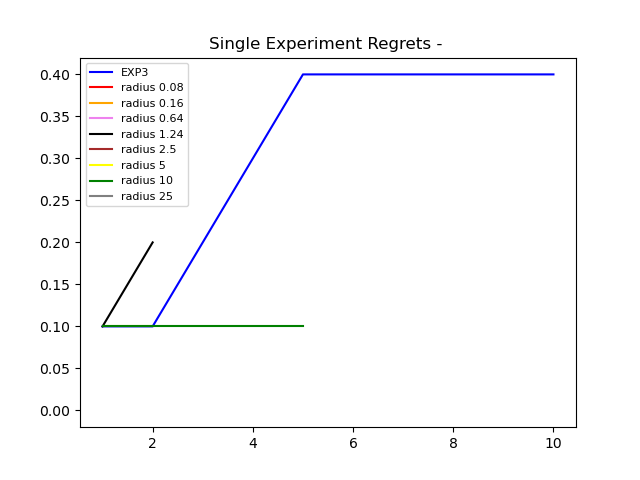 Single Experiment Regrets -
0.40
0.35
0.30
0.25
0.20
0.15
0.10
0.05
0.00
EXP3
radius 0.08
radius 0.16
radius 0.64
radius 1.24
radius 2.5
radius 5
radius 10
radius 25
2 4 6 8 10